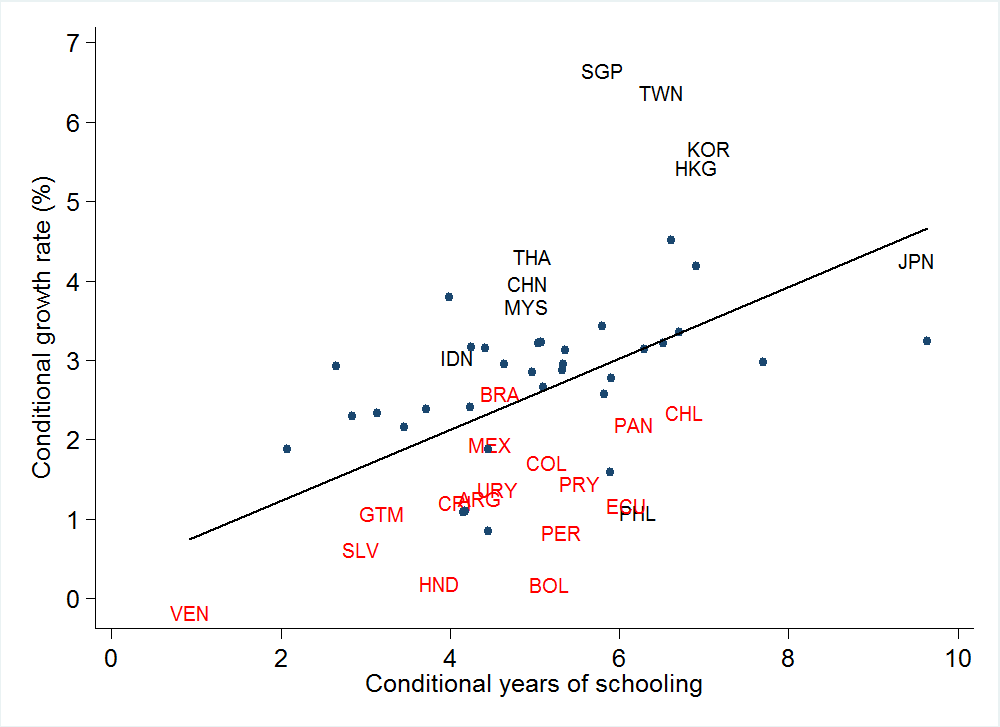 Conditional growth rate (%)
7
6
5
4
3
2
1
0
SGP
TWN
KOR
HKG
THA
JPN
CHN
MYS
IDN
BRA
CHL
PAN
MEX
COL
PRY
URY
ARG
CRI
ECU
PHL
GTM
PER
SLV
HND
BOL
VEN
0 2 4 6 8 10
Conditional years of schooling